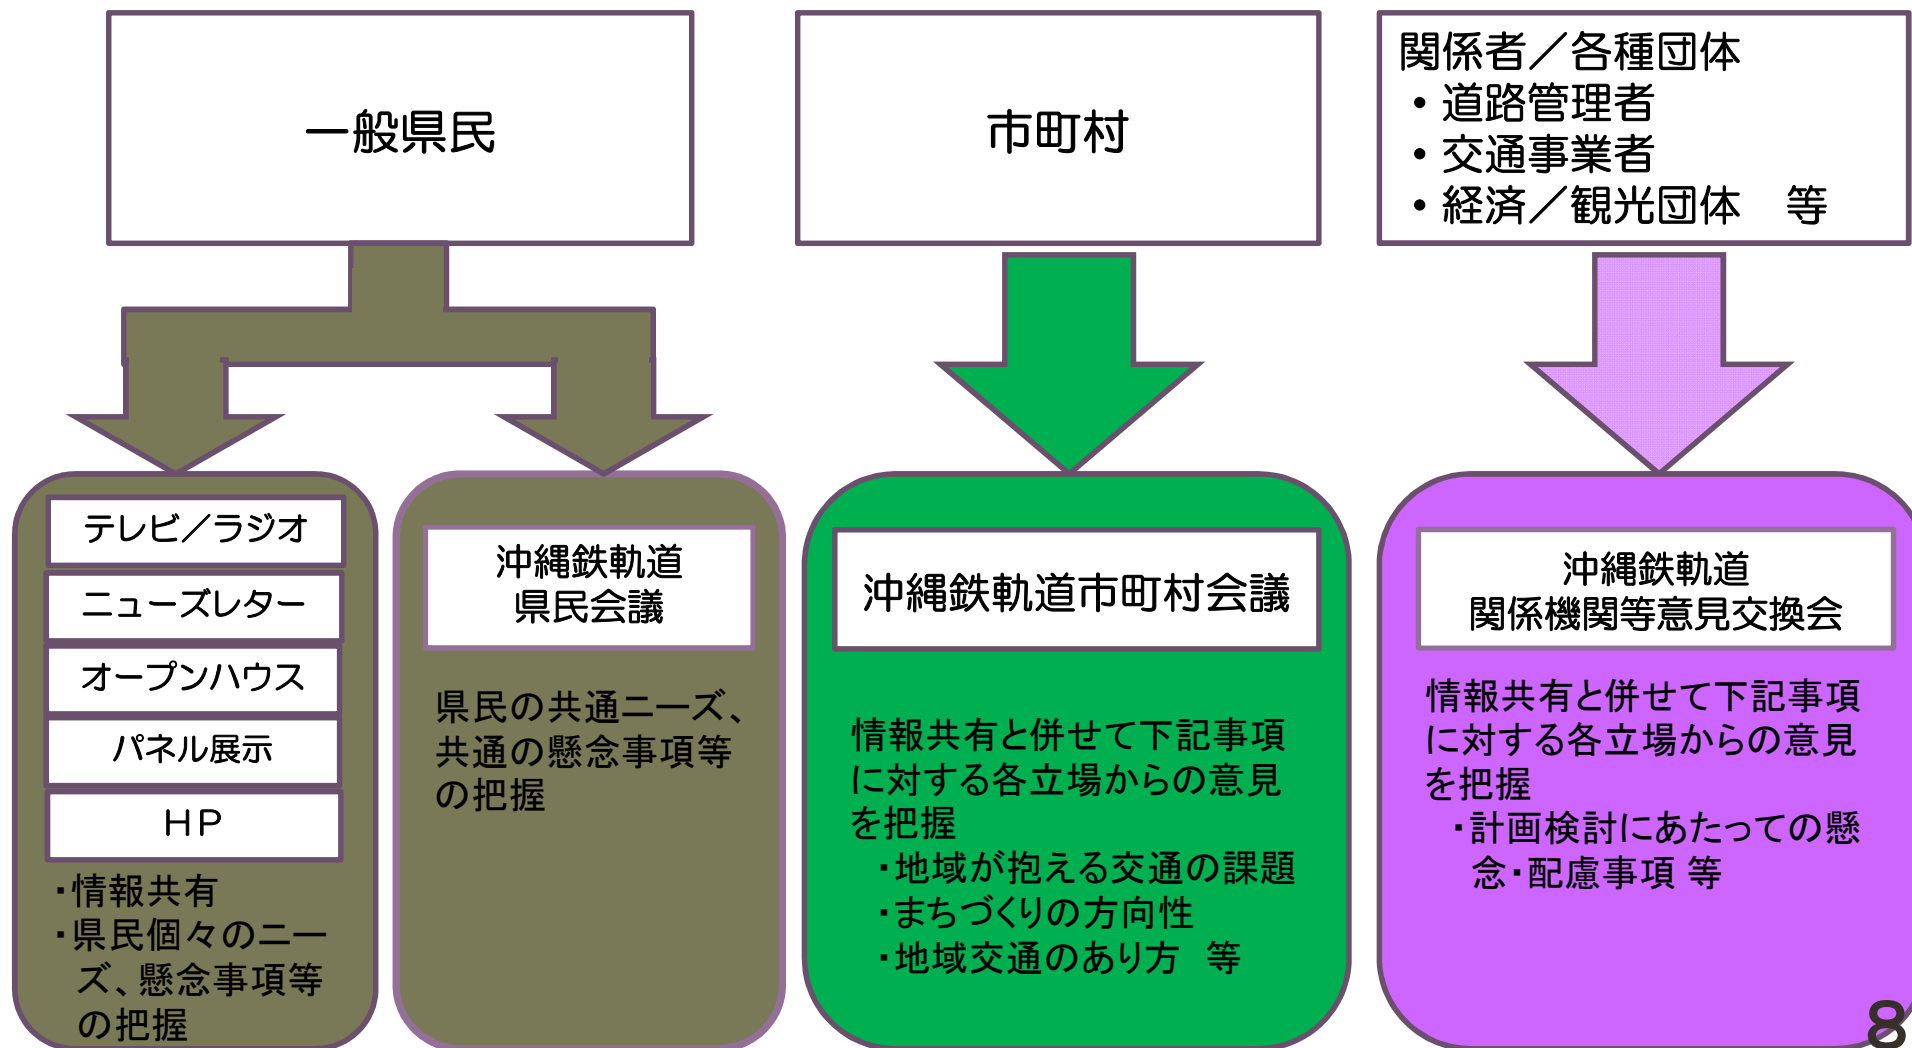 一般県民
市町村
関係者／各種団体
・道路管理者
・交通事業者
・経済／観光団体　等
テレビ／ラジオ
ニューズレター
オープンハウス
パネル展示
ＨＰ
・情報共有
・県民個々のニー
ズ、懸念事項等
の把握
沖縄鉄軌道
県民会議
県民の共通ニーズ、
共通の懸念事項等
の把握
沖縄鉄軌道市町村会議
情報共有と併せて下記事項
に対する各立場からの意見
を把握
・地域が抱える交通の課題
・まちづくりの方向性
・地域交通のあり方　等
沖縄鉄軌道
関係機関等意見交換会
情報共有と併せて下記事項
に対する各立場からの意見
を把握
・計画検討にあたっての懸
念・配慮事項 等
8